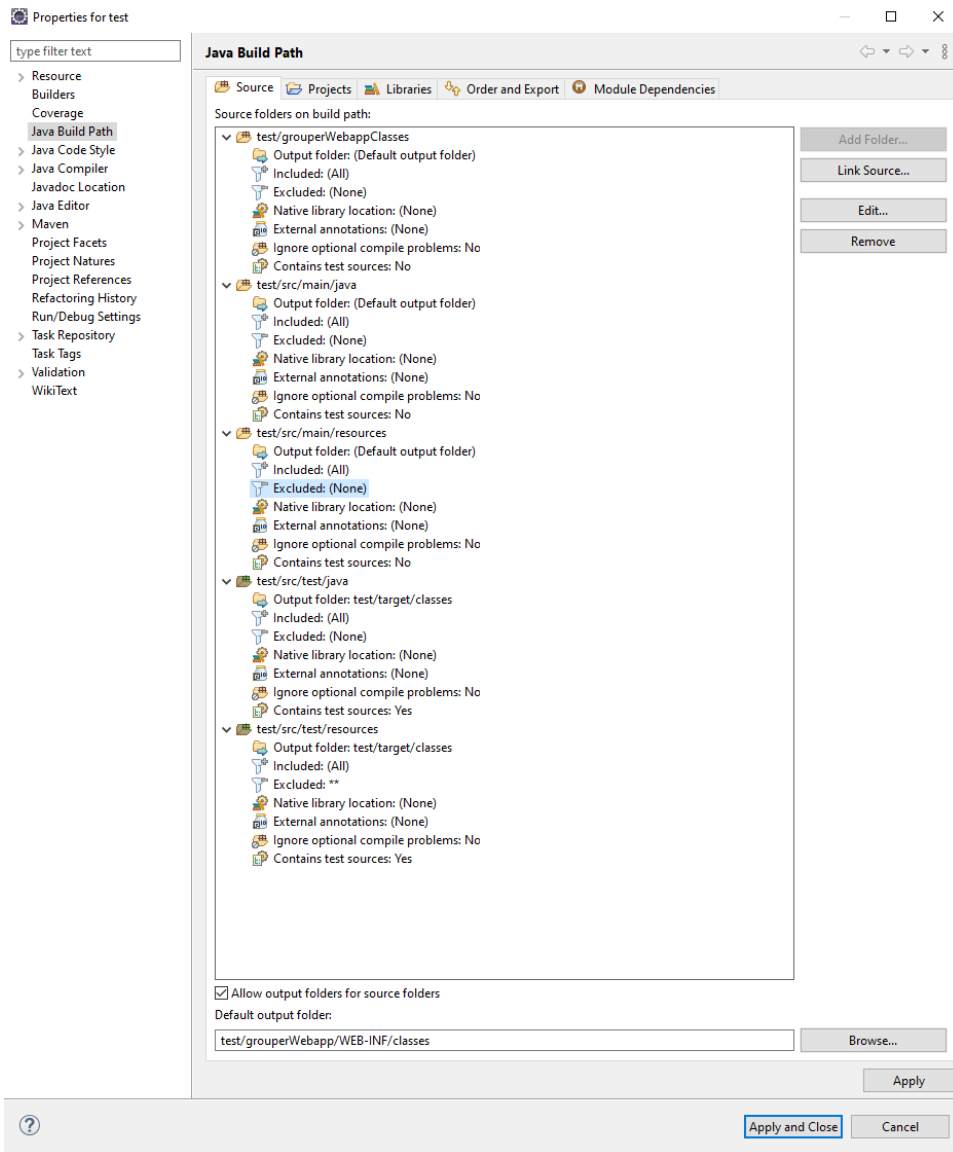 Properties for test
type filter text
Resource
Builders
Coverage
Java Build Path
Java Code Style
Java Compiler
Javadoc Location
Java Editor
Maven
Project Facets
Project Natures
Project References
Refactoring History
Run/Debug Settings
Task Repository
Task Tags
Validation
WikiText
Java Build Path
Source Projects Libraries Order and Export Module Dependencies
Source folders on build path:
test/grouperWebappClasses
Output folder: (Default output folder)
Included: (All)
Excluded: (None)
Native library location: (None)
External annotations: (None)
Ignore optional compile problems: No
Contains test sources: No
test/src/main/java
Output folder: (Default output folder)
Included: (All)
Excluded: (None)
Native library location: (None)
External annotations: (None)
Ignore optional compile problems: No
Contains test sources: No
test/src/main/resources
Output folder: (Default output folder)
Included: (All)
Excluded: (None)
Native library location: (None)
External annotations: (None)
Ignore optional compile problems: No
Contains test sources: No
test/src/test/java
Output folder: test/target/classes
Included: (All)
Excluded: (None)
Native library location: (None)
External annotations: (None)
Ignore optional compile problems: No
Contains test sources: Yes
test/src/test/resources
Output folder: test/target/classes
Included: (All)
Excluded: **
Native library location: (None)
External annotations: (None)
Ignore optional compile problems: No
Contains test sources: Yes
Add Folder...
Link Source...
Edit...
Remove
Allow output folders for source folders
Default output folder:
test/grouperWebapp/WEB-INF/classes
Browse...
Apply
Apply and Close
Cancel